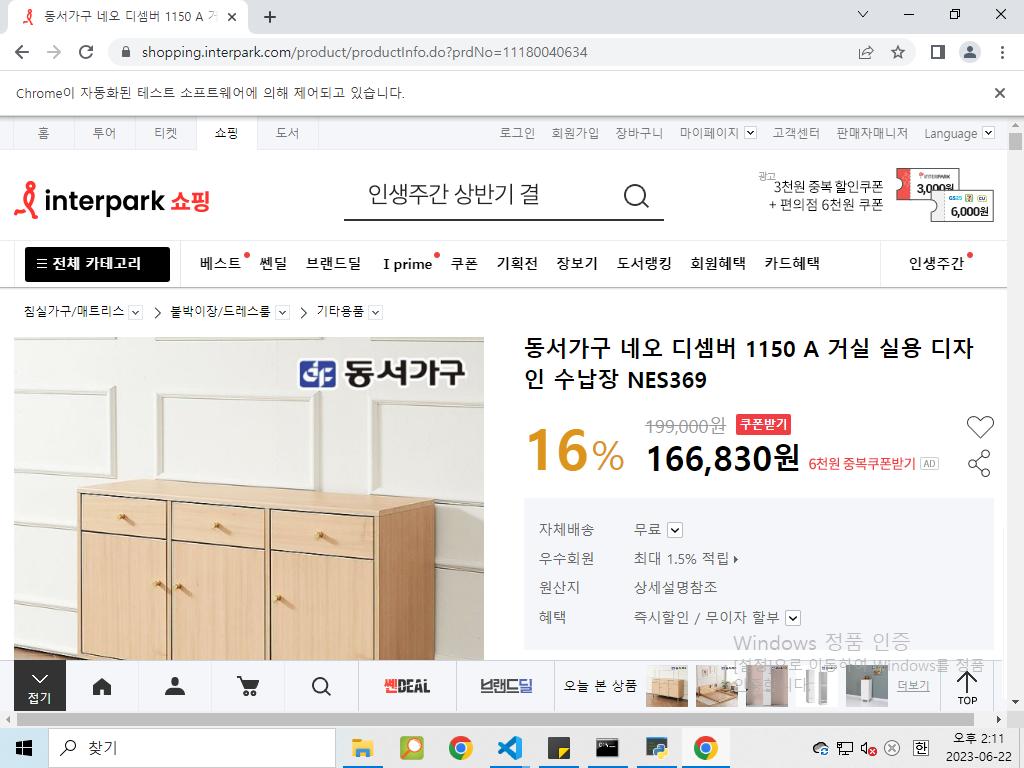 동서가구 네오 디셈버 1150 A 거
shopping.interpark.com/product/productInfo.do?prdNo=11180040634
Chrome이 자동화된 테스트 소프트웨어에 의해 제어되고 있습니다.
홈 투어 티켓 쇼핑 도서 로그인 회원가입 장바구니 마이페이지 고객센터 판매자매니저 Language
interpark 쇼핑
인생주간 상반기 결
광고
3천원 중복 할인쿠폰
+ 편의점 6천원 쿠폰
interpark
3,000원
GS25 CU
6,000원
전체 카테고리 베스트 쎈딜 브랜드딜 I prime 쿠폰 기획전 장보기 도서랭킹 회원혜택 카드혜택 인생주간
침실가구/매트리스 붙박이장/드레스룸 기타용품
동서가구
동서가구 네오 디셈버 1150 A 거실 실용 디자
인 수납장 NES369
16%
199,000원 쿠폰받기
166,830원 6천원 중복쿠폰받기 AD
자체배송 무료
우수회원 최대 1.5% 적립
원산지 상세설명참조
혜택 즉시할인 / 무이자 할부
Windows 정품 인증
[설정]으로 이동하여 Windows를 정품
인증합니다.
접기
쎈DEAL
브랜드딜
오늘 본 상품
더보기
TOP
찾기
한
오후 2:11
2023-06-22